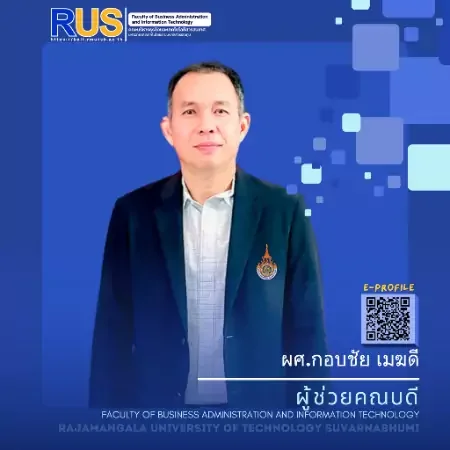 RUS
Faculty of Business Administration
and Information Technology
E-PROFILE
ผศ.กอบชัย เมฆดี
ผู้ช่วยคณบดี
FACULTY OF BUSINESS ADMINISTRATION AND INFORMATION TECHNOLOGY
RAJAMANGALA UNIVERSITY OF TECHNOLOGY SUVARNABHUMI